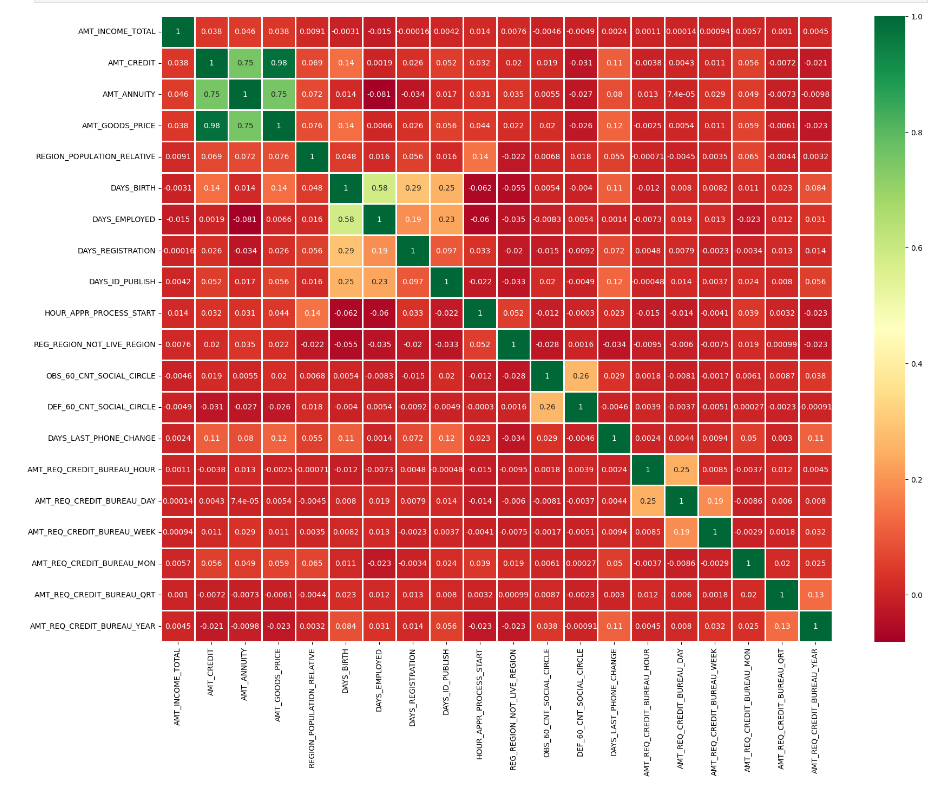 AMT_INCOME_TOTAL 1 0.038 0.046 0.038 0.0091 -0.0031 -0.015 -0.00016 0.0042 0.014 0.0076 -0.0046 -0.0049 0.0024 0.0011 0.00014 0.00094 0.0057 0.001 0.0045
AMT_CREDIT 0.038 1 0.75 0.98 0.069 0.14 0.0019 0.026 0.052 0.032 0.02 0.019 -0.031 0.11 -0.0038 0.0043 0.011 0.056 -0.0072 -0.021
AMT_ANNUITY 0.046 0.75 1 0.75 0.072 0.014 -0.081 -0.034 0.017 0.031 0.035 0.0055 -0.027 0.08 0.013 7.4e-05 0.029 0.049 -0.0073 -0.0098
AMT_GOODS_PRICE 0.038 0.98 0.75 1 0.076 0.14 0.0066 0.026 0.056 0.044 0.022 0.02 -0.026 0.12 -0.0025 0.0054 0.011 0.059 -0.0061 -0.023
REGION_POPULATION_RELATIVE 0.0091 0.069 0.072 0.076 1 0.048 0.016 0.056 0.016 0.14 -0.022 0.0068 0.018 0.055 -0.00071 -0.0045 0.0035 0.065 -0.0044 0.0032
DAYS_BIRTH -0.0031 0.14 0.014 0.14 0.048 1 0.58 0.29 0.25 -0.062 -0.055 0.0054 -0.004 0.11 -0.012 0.008 0.0082 0.011 0.023 0.084
DAYS_EMPLOYED -0.015 0.0019 -0.081 0.0066 0.016 0.58 1 0.19 0.23 -0.06 -0.035 -0.0083 0.0054 0.0014 -0.0073 0.019 0.013 -0.023 0.012 0.031
DAYS_REGISTRATION -0.00016 0.026 -0.034 0.026 0.056 0.29 0.19 1 0.097 0.033 -0.02 -0.015 -0.0092 0.072 0.0048 0.0079 -0.0023 -0.0034 0.013 0.014
DAYS_ID_PUBLISH 0.0042 0.052 0.017 0.056 0.016 0.25 0.23 0.097 1 -0.022 -0.033 0.02 -0.0049 0.12 -0.00048 0.014 0.0037 0.024 0.008 0.056
HOUR_APPR_PROCESS_START 0.014 0.032 0.031 0.044 0.14 -0.062 -0.06 0.033 -0.022 1 0.052 -0.012 -0.0003 0.023 -0.015 -0.014 -0.0041 0.039 0.0032 -0.023
REG_REGION_NOT_LIVE_REGION 0.0076 0.02 0.035 0.022 -0.022 -0.055 -0.035 -0.02 -0.033 0.052 1 -0.028 0.0016 -0.034 -0.0095 -0.006 -0.0075 0.019 0.00099 -0.023
OBS_60_CNT_SOCIAL_CIRCLE -0.0046 0.019 0.0055 0.02 0.0068 0.0054 -0.0083 -0.015 0.02 -0.012 -0.028 1 0.26 0.029 0.0018 -0.0081 -0.0017 0.0061 0.0087 0.038
DEF_60_CNT_SOCIAL_CIRCLE -0.0049 -0.031 -0.027 -0.026 0.018 -0.004 0.0054 -0.0092 -0.0049 -0.0003 0.0016 0.26 1 -0.0046 0.0039 -0.0037 -0.0051 0.00027 -0.0023 -0.00091
DAYS_LAST_PHONE_CHANGE 0.0024 0.11 0.08 0.12 0.055 0.11 0.0014 0.072 0.12 0.023 -0.034 0.029 -0.0046 1 0.0024 0.0044 0.0094 0.05 0.003 0.11
AMT_REQ_CREDIT_BUREAU_HOUR 0.0011 -0.0038 0.013 -0.0025 -0.00071 -0.012 -0.0073 0.0048 -0.00048 -0.015 -0.0095 0.0018 0.0039 0.0024 1 0.25 0.0085 -0.0037 0.012 0.0045
AMT_REQ_CREDIT_BUREAU_DAY 0.00014 0.0043 7.4e-05 0.0054 -0.0045 0.008 0.019 0.0079 0.014 -0.014 -0.006 -0.0081 -0.0037 0.0044 0.25 1 0.19 -0.0086 0.006 0.008
AMT_REQ_CREDIT_BUREAU_WEEK 0.00094 0.011 0.029 0.011 0.0035 0.0082 0.013 -0.0023 0.0037 -0.0041 -0.0075 -0.0017 -0.0051 0.0094 0.0085 0.19 1 -0.0029 0.0018 0.032
AMT_REQ_CREDIT_BUREAU_MON 0.0057 0.056 0.049 0.059 0.065 0.011 -0.023 -0.0034 0.024 0.039 0.019 0.0061 0.00027 0.05 -0.0037 -0.0086 -0.0029 1 0.02 0.025
AMT_REQ_CREDIT_BUREAU_QRT 0.001 -0.0072 -0.0073 -0.0061 -0.0044 0.023 0.012 0.013 0.008 0.0032 0.00099 0.0087 -0.0023 0.003 0.012 0.006 0.0018 0.02 1 0.13
AMT_REQ_CREDIT_BUREAU_YEAR 0.0045 -0.021 -0.0098 -0.023 0.0032 0.084 0.031 0.014 0.056 -0.023 -0.023 0.038 -0.00091 0.11 0.0045 0.008 0.032 0.025 0.13 1
AMT_INCOME_TOTAL
AMT_CREDIT
AMT_ANNUITY
AMT_GOODS_PRICE
REGION_POPULATION_RELATIVE
DAYS_BIRTH
DAYS_EMPLOYED
DAYS_REGISTRATION
DAYS_ID_PUBLISH
HOUR_APPR_PROCESS_START
REG_REGION_NOT_LIVE_REGION
OBS_60_CNT_SOCIAL_CIRCLE
DEF_60_CNT_SOCIAL_CIRCLE
DAYS_LAST_PHONE_CHANGE
AMT_REQ_CREDIT_BUREAU_HOUR
AMT_REQ_CREDIT_BUREAU_DAY
AMT_REQ_CREDIT_BUREAU_WEEK
AMT_REQ_CREDIT_BUREAU_MON
AMT_REQ_CREDIT_BUREAU_QRT
AMT_REQ_CREDIT_BUREAU_YEAR
1.0
0.8
0.6
0.4
0.2
0.0